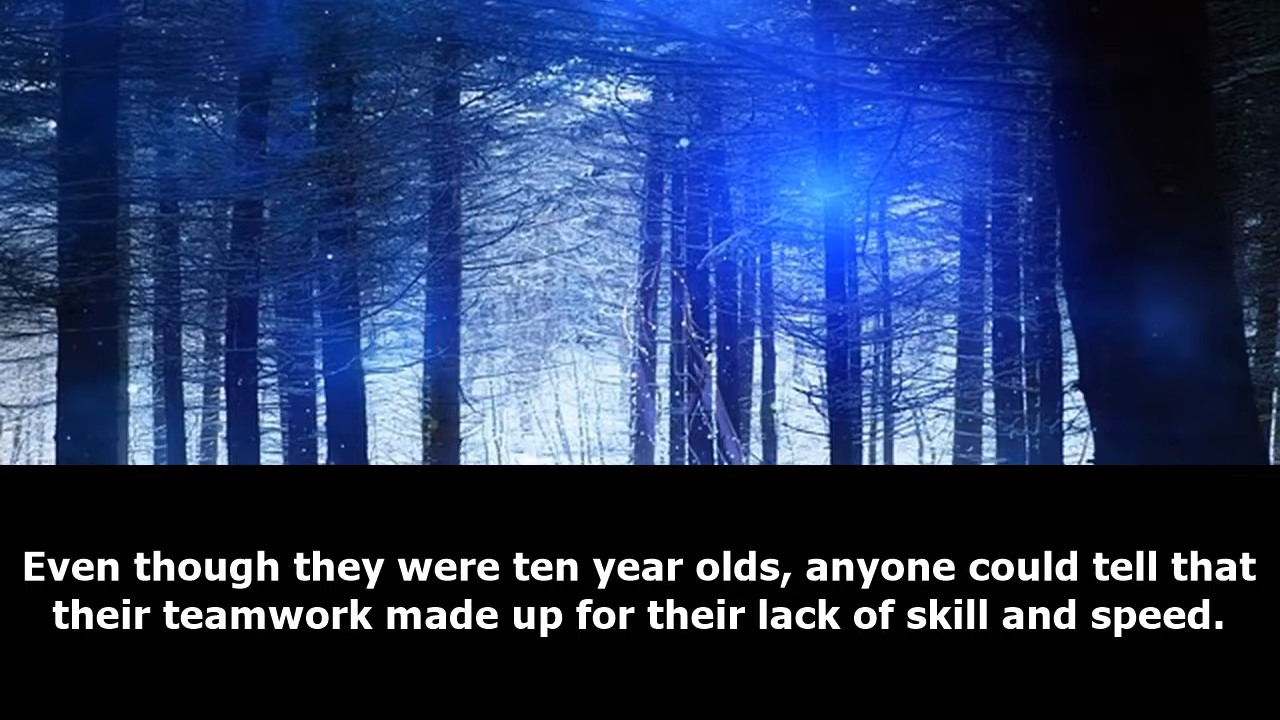 Even though they were ten year olds, anyone could tell that
their teamwork made up for their lack of skill and speed.